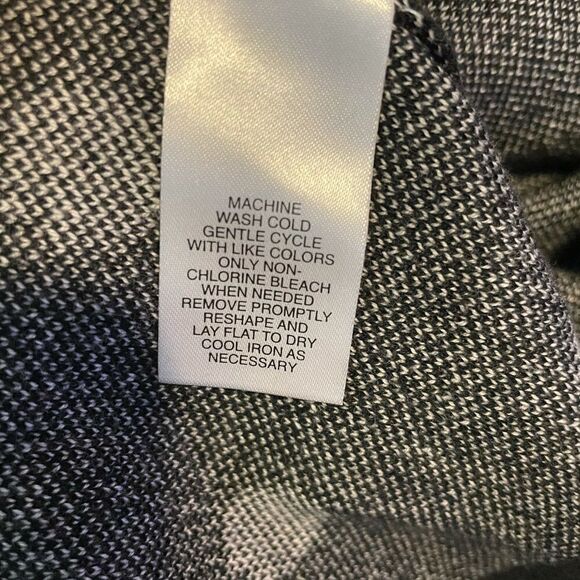 MACHINE
WASH COLD
GENTLE CYCLE
WITH LIKE COLORS
ONLY NON-
CHLORINE BLEACH
WHEN NEEDED
REMOVE PROMPTLY
RESHAPE AND
LAY FLAT TO DRY
COOL IRON AS
NECESSARY